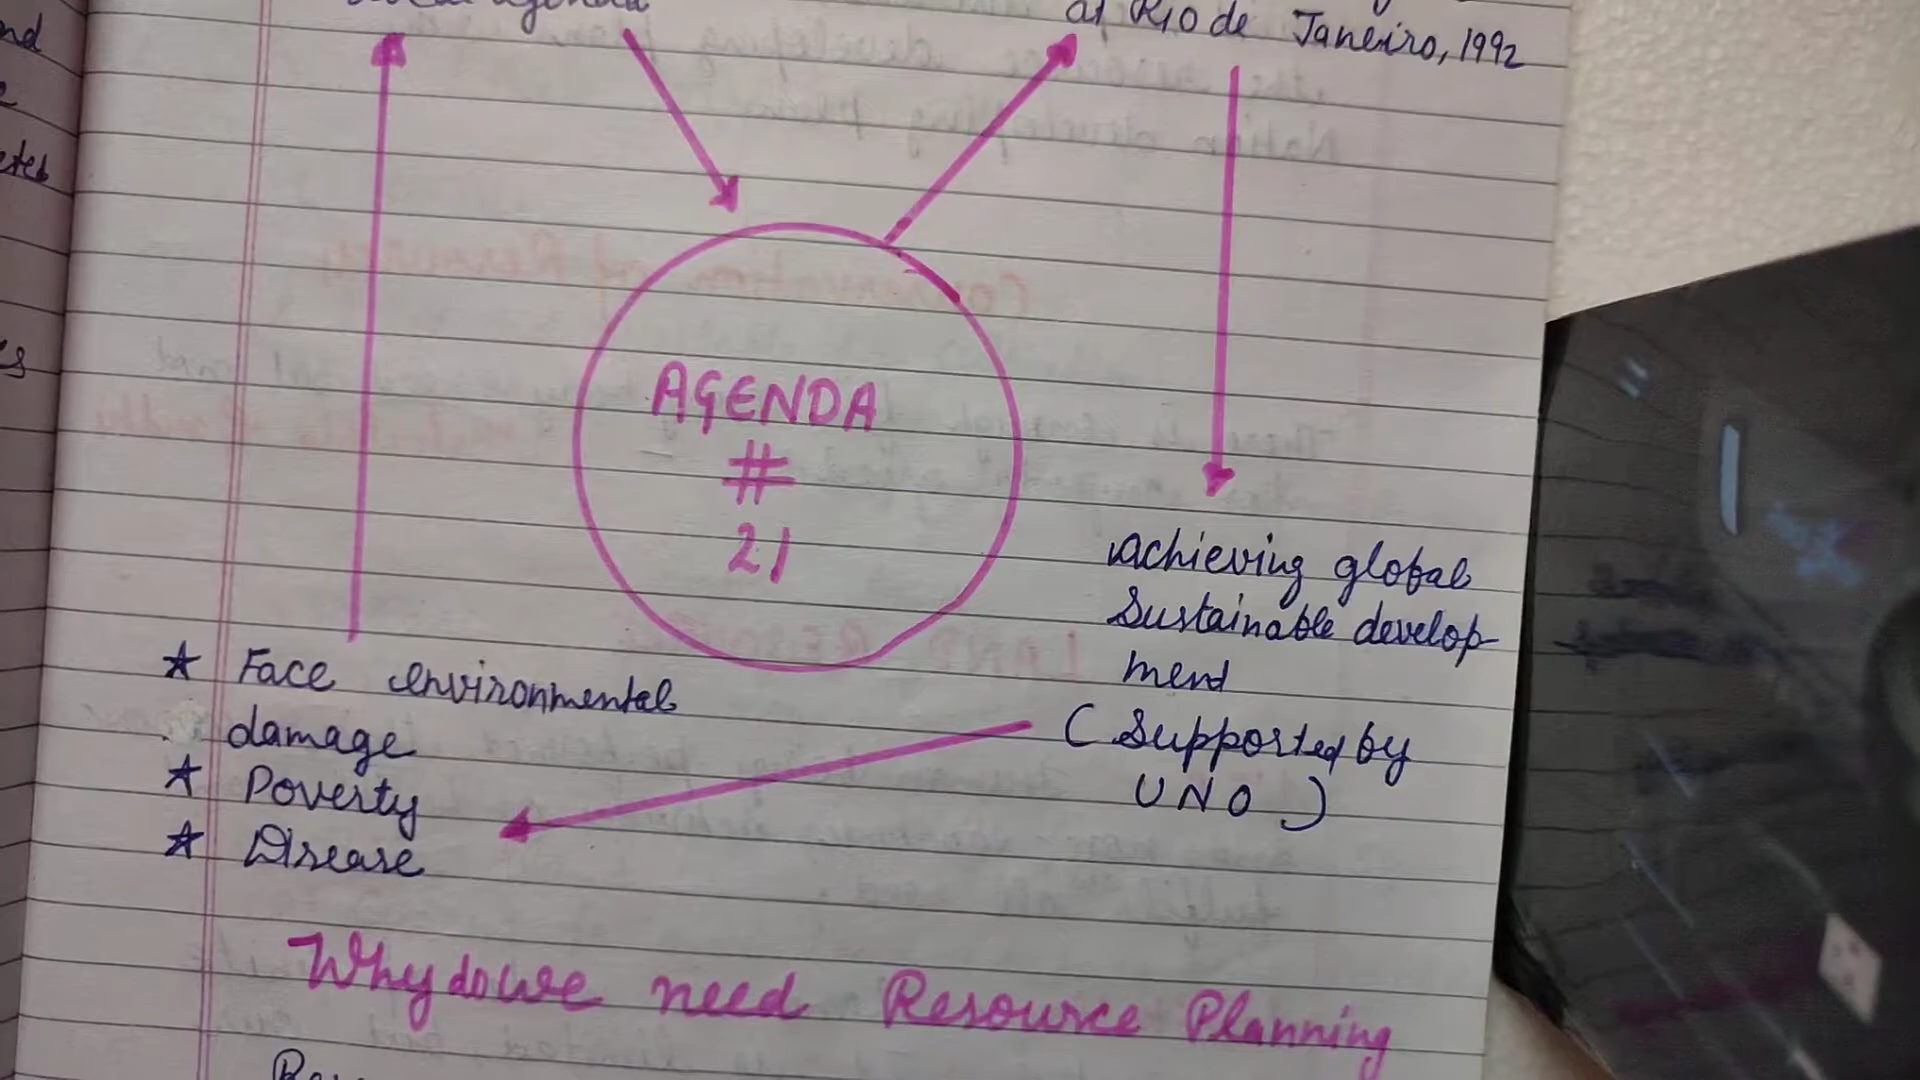 at Rio de Janeiro, 1992
AGENDA
#
21
achieving global
Sustainable develop
ment
( Supported by
UNO )
★ Face environmental
damage
★ Poverty
★ Disease
Why do we need Resource Planning